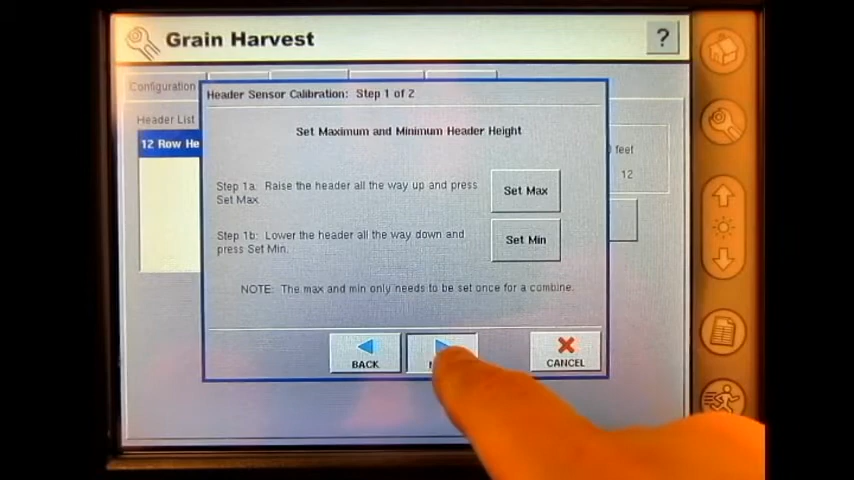 Grain Harvest
?
Configuration
Header Sensor Calibration: Step 1 of 2
Header List
Set Maximum and Minimum Header Height
12 Row He
feet
12
Step 1a: Raise the header all the way up and press
Set Max
Set Max
Step 1b: Lower the header all the way down and
press Set Min.
Set Min
NOTE: The max and min only needs to be set once for a combine.
BACK
CANCEL